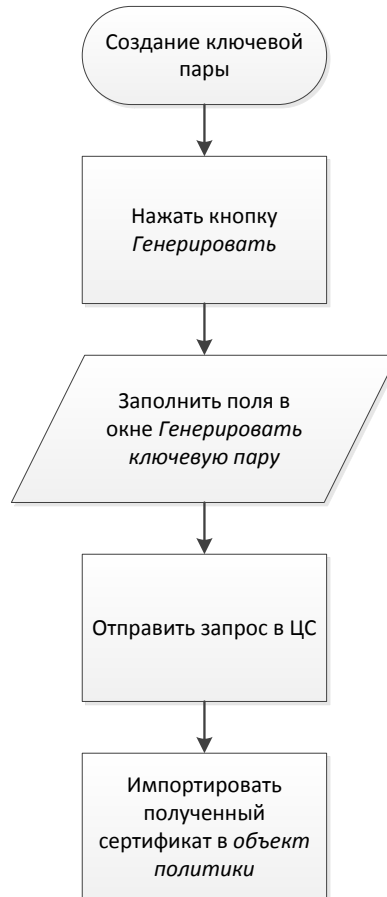 Создание ключевой
пары
Нажать кнопку
Генерировать
Заполнить поля в
окне Генерировать
ключевую пару
Отправить запрос в ЦС
Импортировать
полученный
сертификат в объект
политики